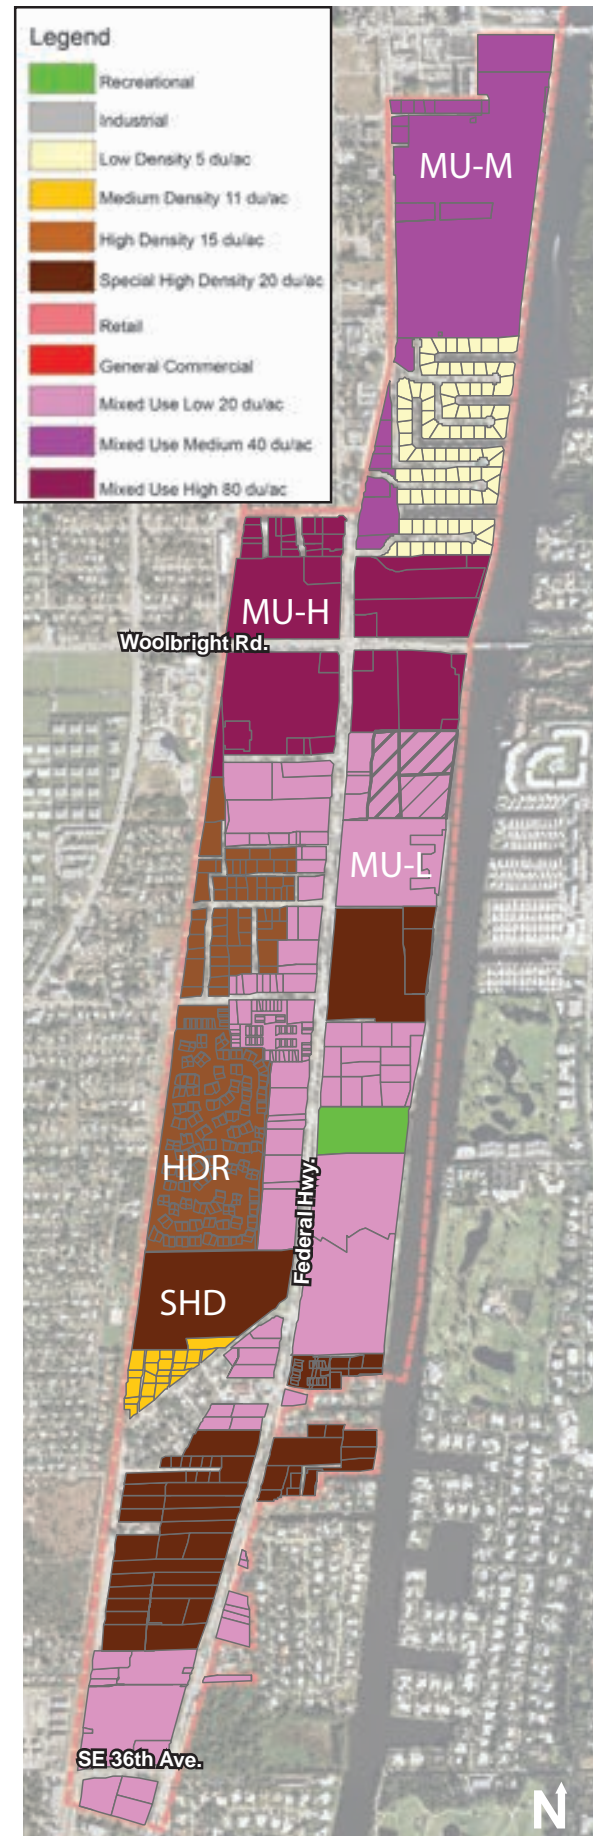 Legend
Recreational
Industrial
Low Density 5 du/ac
Medium Density 11 du/ac
High Density 15 du/ac
Special High Density 20 du/ac
Retail
General Commercial
Mixed Use Low 20 du/ac
Mixed Use Medium 40 du/ac
Mixed Use High 80 du/ac
MU-M
MU-H
Woolbright Rd.
MU-L
HDR
Federal Hwy.
SHD
SE 36th Ave.
N